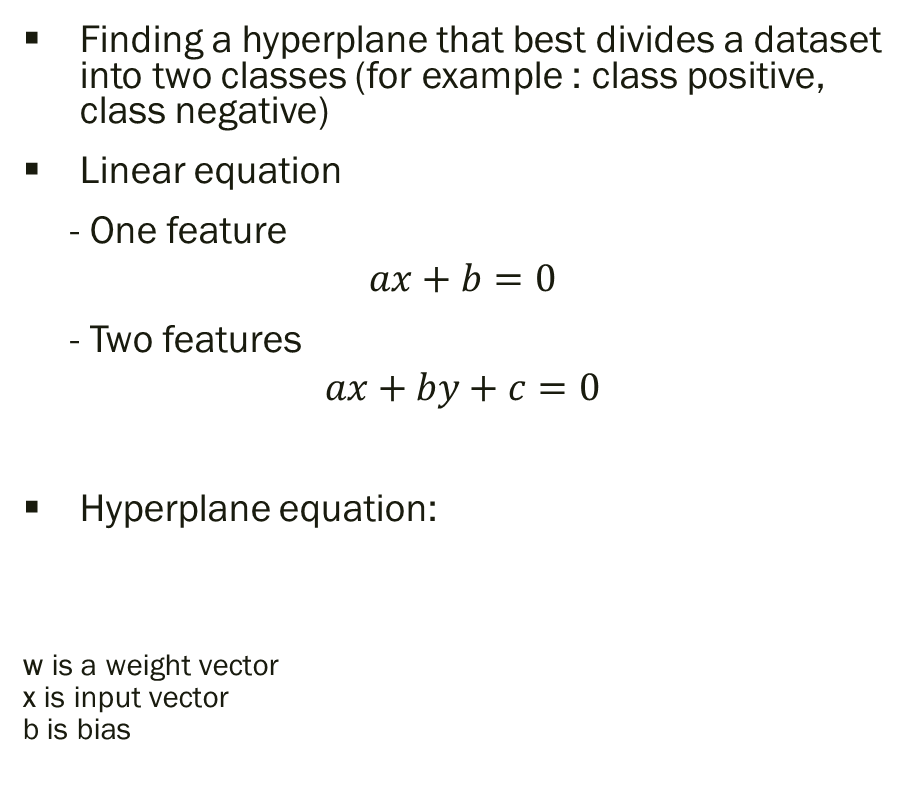 ▪ Finding a hyperplane that best divides a dataset
into two classes (for example : class positive,
class negative)
▪ Linear equation
- One feature
ax + b = 0
- Two features
ax + by + c = 0
▪ Hyperplane equation:
w is a weight vector
x is input vector
b is bias